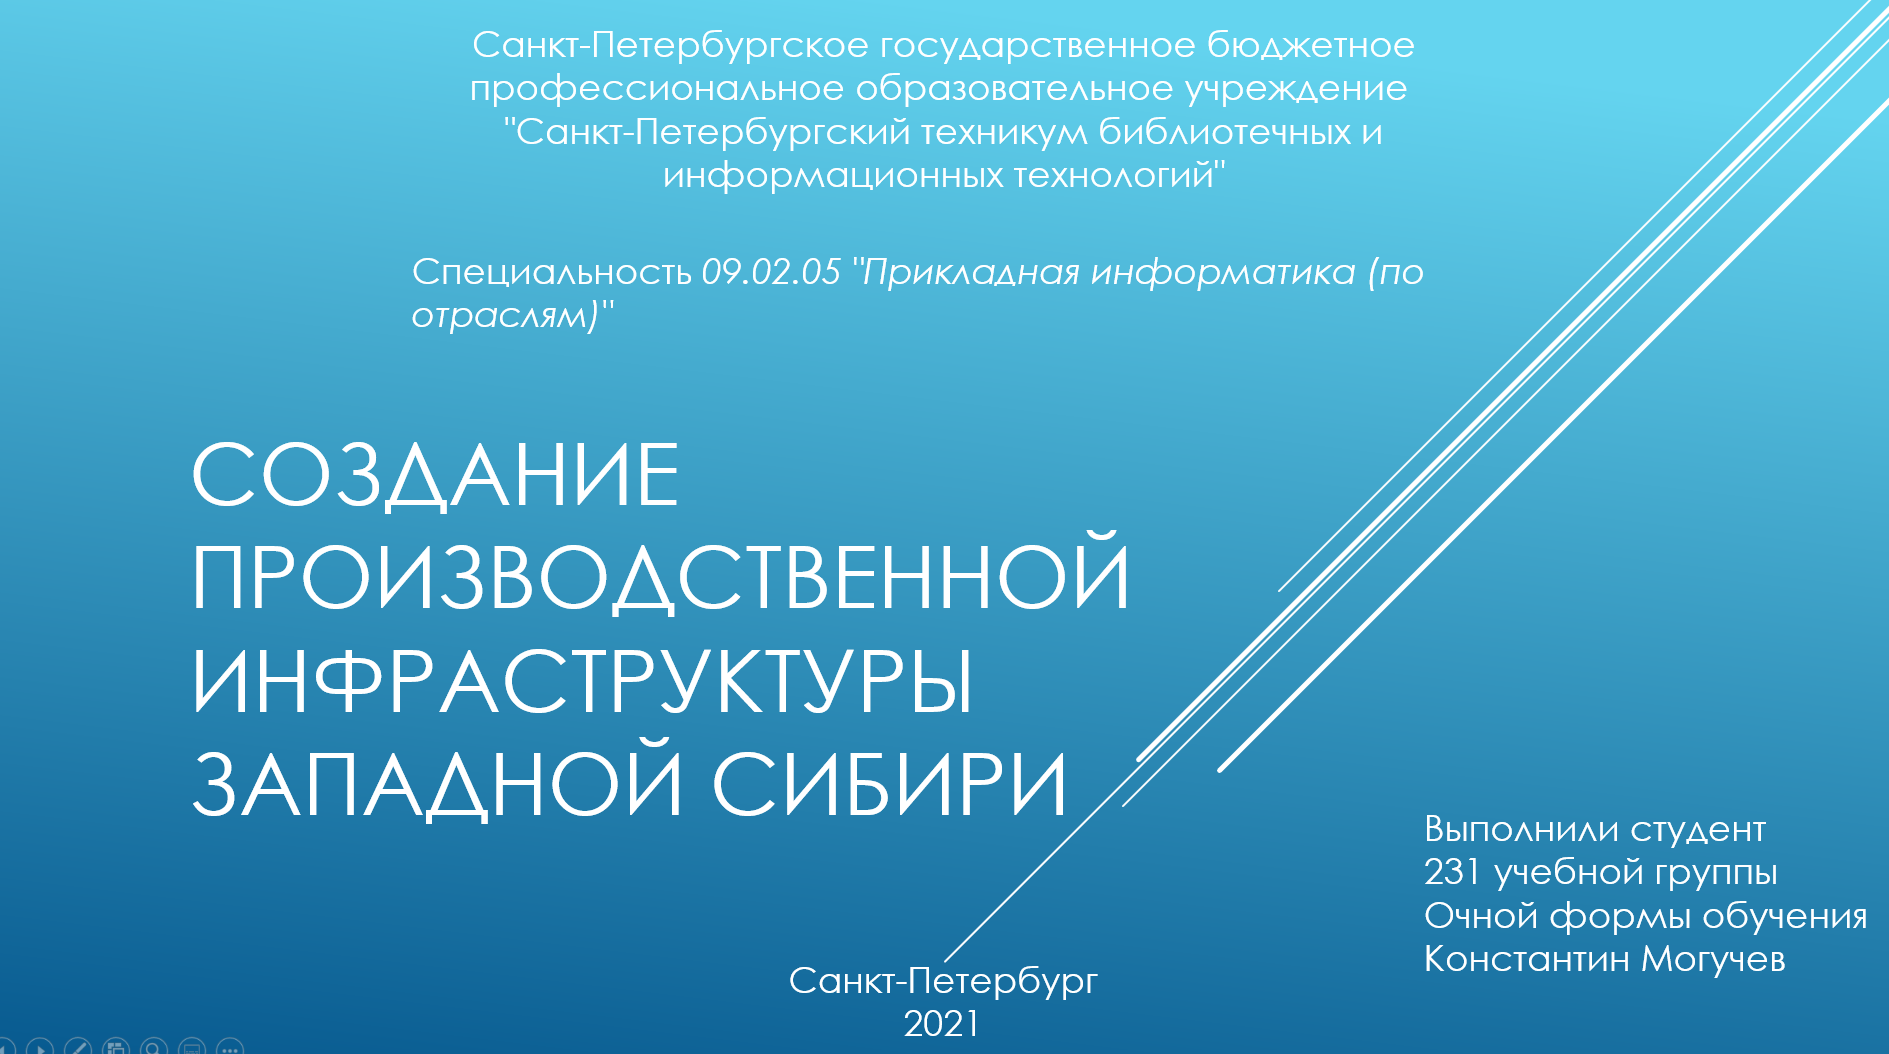 Санкт-Петербургское государственное бюджетное
профессиональное образовательное учреждение
"Санкт-Петербургский техникум библиотечных и
информационных технологий"
Специальность 09.02.05 "Прикладная информатика (по
отраслям)"
СОЗДАНИЕ
ПРОИЗВОДСТВЕННОЙ
ИНФРАСТРУКТУРЫ
ЗАПАДНОЙ СИБИРИ
Выполнили студент
231 учебной группы
Очной формы обучения
Константин Могучев
Санкт-Петербург
2021